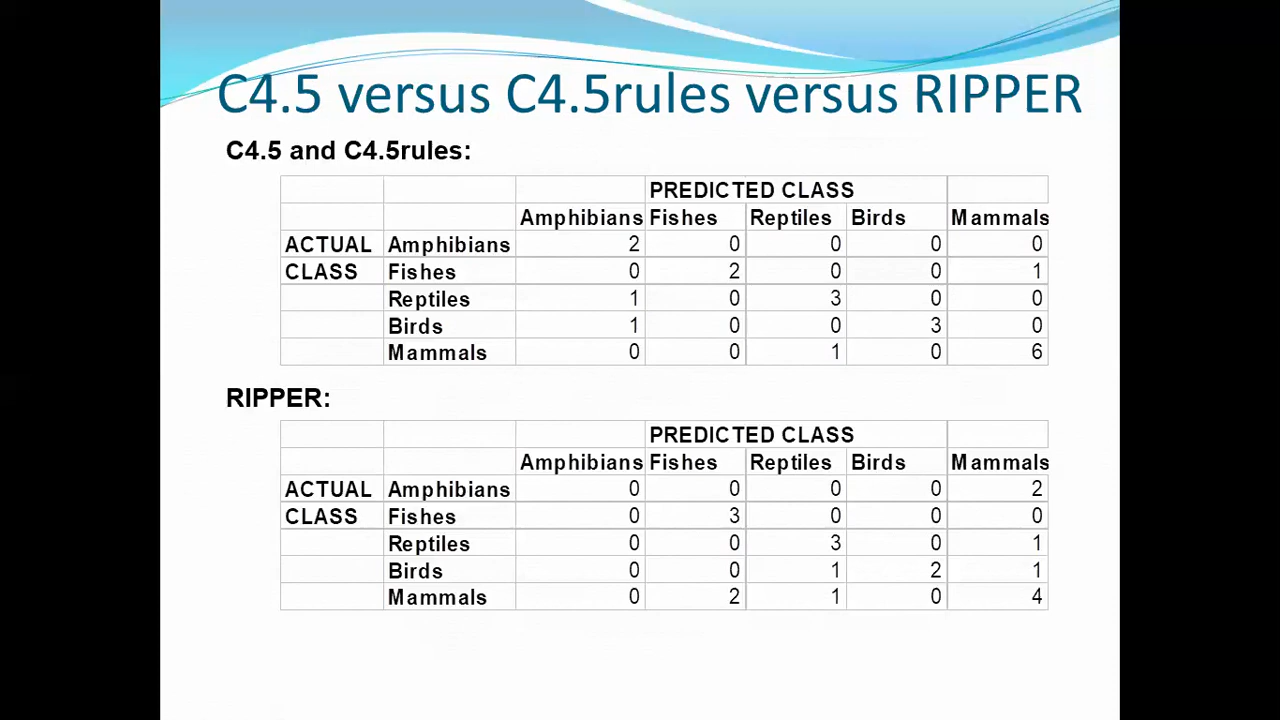 C4.5 versus C4.5rules versus RIPPER
C4.5 and C4.5rules:
PREDICTED CLASS
Amphibians Fishes Reptiles Birds Mammals
ACTUAL Amphibians 2 0 0 0 0
CLASS Fishes 0 2 0 0 1
Reptiles 1 0 3 0 0
Birds 1 0 0 3 0
Mammals 0 0 1 0 6
RIPPER:
PREDICTED CLASS
Amphibians Fishes Reptiles Birds Mammals
ACTUAL Amphibians 0 0 0 0 2
CLASS Fishes 0 3 0 0 0
Reptiles 0 0 3 0 1
Birds 0 0 1 2 1
Mammals 0 2 1 0 4